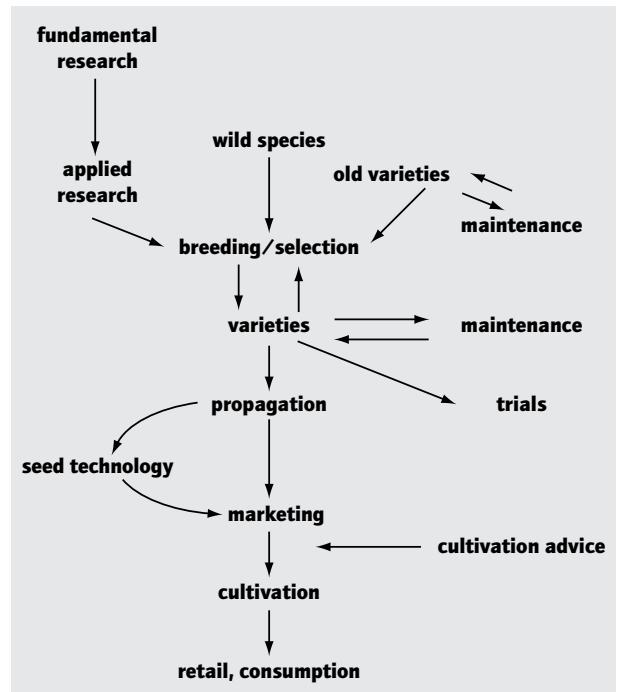 fundamental
research
wild species
applied
research
old varieties
maintenance
breeding/selection
varieties
maintenance
propagation
trials
seed technology
marketing
cultivation advice
cultivation
retail, consumption